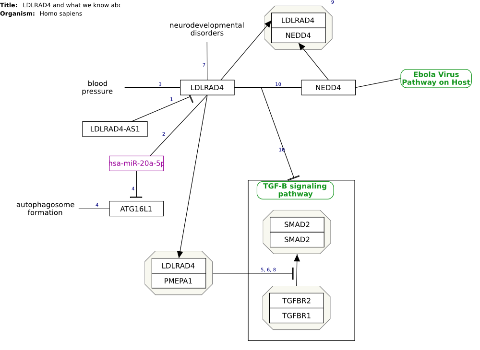 Title: LDLRAD4 and what we know abo
Organism: Homo sapiens
9
LDLRAD4
NEDD4
neurodevelopmental
disorders
7
blood
pressure
3
LDLRAD4
10
NEDD4
Ebola Virus
Pathway on Host
1
LDLRAD4-AS1
2
hsa-miR-20a-5p
10
4
autophagosome
formation
4
ATG16L1
TGF-B signaling
pathway
SMAD2
SMAD2
LDLRAD4
PMEPA1
5, 6, 8
TGFBR2
TGFBR1